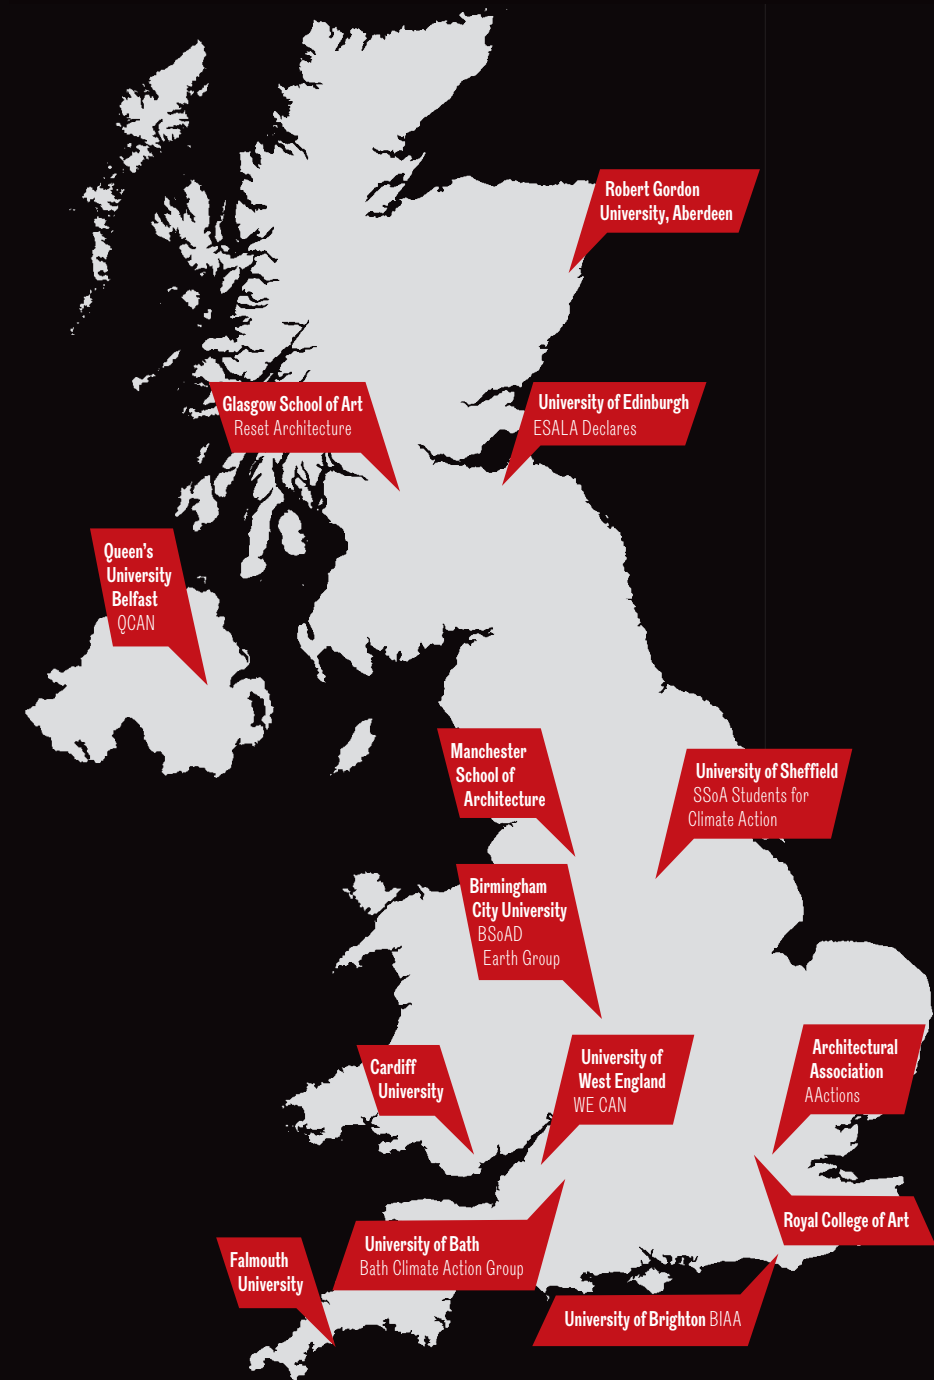 Robert Gordon
University, Aberdeen
Glasgow School of Art
Reset Architecture
University of Edinburgh
ESALA Declares
Queen's
University
Belfast
QCAN
Manchester
School of
Architecture
University of Sheffield
SSoA Students for
Climate Action
Birmingham
City University
BSoAD
Earth Group
Cardiff
University
University of
West England
WE CAN
Architectural
Association
AActions
Royal College of Art
University of Bath
Bath Climate Action Group
Falmouth
University
University of Brighton BIAA